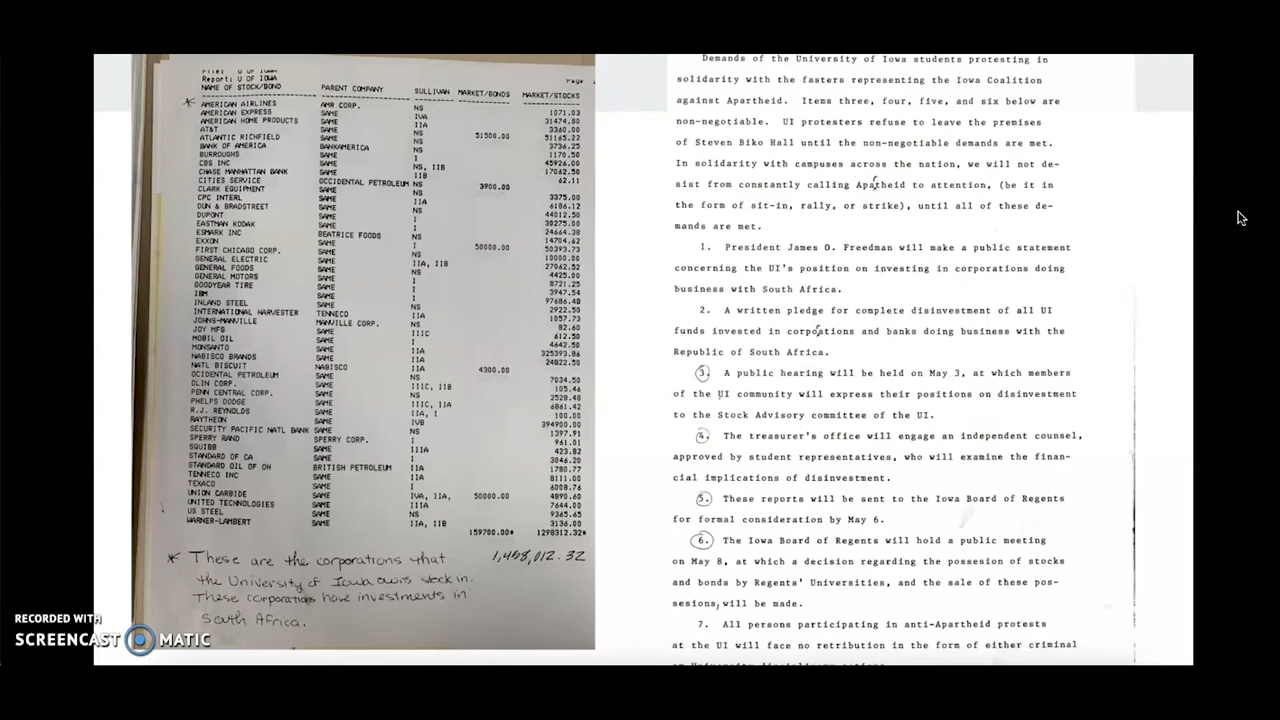 File: U OF IOWA
Report: U OF IOWA
Page
NAME OF STOCK/BOND
AMERICAN AIRLINES
AMERICAN EXPRESS
AMERICAN HOME PRODUCTS
AT&T
ATLANTIC RICHFIELD
BANK OF AMERICA
BURROUGHS
CBS INC
CHASE MANHATTAN BANK
CITIES SERVICE
CLARK EQUIPMENT
CPC INTERL
DUN & BRADSTREET
DUPONT
EASTMAN KODAK
ESMARK INC
EXXON
FIRST CHICAGO CORP.
GENERAL ELECTRIC
GENERAL FOODS
GENERAL MOTORS
GOODYEAR TIRE
IBM
INLAND STEEL
INTERNATIONAL HARVESTER
JOHNS-MANVILLE
JOY MFG
MOBIL OIL
MONSANTO
NABISCO BRANDS
NATL BISCUIT
OCIDENTAL PETROLEUM
OLIN CORP.
PENN CENTRAL CORP.
PHELPS DODGE
R.J. REYNOLDS
RAYTHEON
SECURITY PACIFIC NATL BANK
SPERRY RAND
SQUIBB
STANDARD OF CA
STANDARD OIL OF OH
TENNECO INC
TEXACO
UNION CARBIDE
UNITED TECHNOLOGIES
US STEEL
WARNER-LAMBERT
PARENT COMPANY
AMR CORP.
SAME
SAME
SAME
SAME
BANKAMERICA
SAME
SAME
SAME
OCCIDENTAL PETROLEUM
SAME
SAME
SAME
SAME
SAME
BEATRICE FOODS
SAME
SAME
SAME
SAME
SAME
SAME
SAME
SAME
TENNECO
MANVILLE CORP.
SAME
SAME
SAME
SAME
NABISCO
SAME
SAME
SAME
SAME
SAME
SAME
SAME
SPERRY CORP.
SAME
SAME
BRITISH PETROLEUM
SAME
SAME
SAME
SAME
SAME
SAME
SULLIVAN
NS
IVA
IIA
NS
NS
NS
I
NS, IIB
IIB
NS
NS
IIA
NS
I
I
NS
I
NS
IIA, IIB
I
I
I
I
NS
IIA
NS
IIIC
I
IIA
IIA
IIA
NS
IIIC, IIB
NS
IIIC, IIA
IIA, I
IVB
NS
I
IIIA
I
IIA
IIA
I
IVA, IIA,
IIIA
NS
IIA, IIB
MARKET/BONDS
51500.00
3900.00
50000.00
4300.00
50000.00
159700.00*
MARKET/STOCKS
1071.03
31474.80
3360.00
51165.22
3736.25
1170.50
45926.00
17062.50
62.11
3375.00
6186.12
44012.50
30275.00
24664.38
14704.62
50393.73
10000.00
27062.52
4425.00
8721.25
3947.54
97686.40
2922.50
1057.73
82.60
612.50
4642.50
325393.86
24822.50
7034.50
105.46
2528.48
6861.42
100.00
394900.00
1397.91
961.01
423.82
3046.20
1780.77
8111.00
6008.76
4890.60
7644.00
9365.65
3136.00
1298312.32*
1,458,012.32
* These are the corporations that
the University of Iowa owns stock in.
These corporations have investments in
South Africa.
Demands of the University of Iowa students protesting in
solidarity with the fasters representing the Iowa Coalition
against Apartheid. Items three, four, five, and six below are
non-negotiable. UI protesters refuse to leave the premises
of Steven Biko Hall until the non-negotiable demands are met.
In solidarity with campuses across the nation, we will not de-
sist from constantly calling Apartheid to attention, (be it in
the form of sit-in, rally, or strike), until all of these de-
mands are met.
1. President James O. Freedman will make a public statement
concerning the UI's position on investing in corporations doing
business with South Africa.
2. A written pledge for complete disinvestment of all UI
funds invested in corporations and banks doing business with the
Republic of South Africa.
3. A public hearing will be held on May 3, at which members
of the UI community will express their positions on disinvestment
to the Stock Advisory committee of the UI.
4. The treasurer's office will engage an independent counsel,
approved by student representatives, who will examine the finan-
cial implications of disinvestment.
5. These reports will be sent to the Iowa Board of Regents
for formal consideration by May 6.
6. The Iowa Board of Regents will hold a public meeting
on May 8, at which a decision regarding the possesion of stocks
and bonds by Regents' Universities, and the sale of these pos-
sesions, will be made.
7. All persons participating in anti-Apartheid protests
at the UI will face no retribution in the form of either criminal
RECORDED WITH
SCREENCAST MATIC